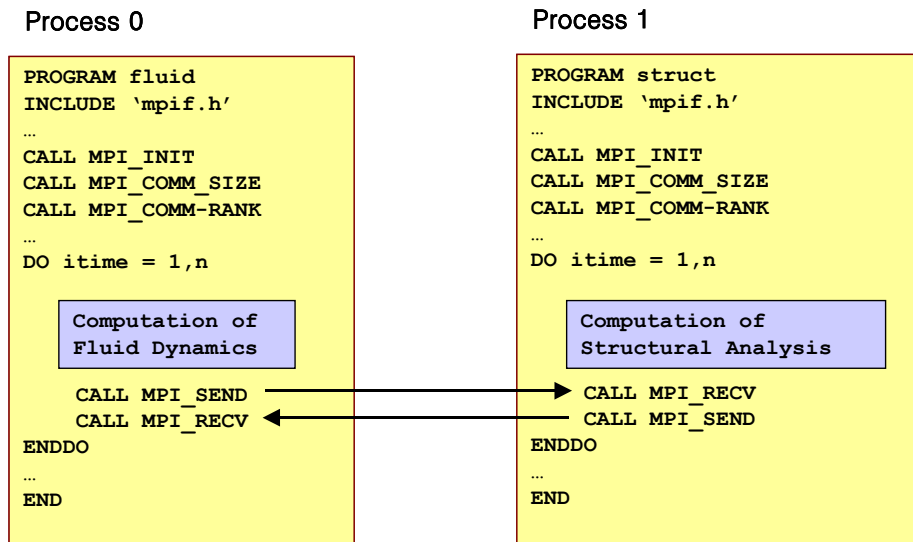 Process 0
PROGRAM fluid
INCLUDE ‘mpif.h’
…
CALL MPI_INIT
CALL MPI_COMM_SIZE
CALL MPI_COMM-RANK
…
DO itime = 1,n
Computation of
Fluid Dynamics
CALL MPI_SEND
CALL MPI_RECV
ENDDO
…
END
Process 1
PROGRAM struct
INCLUDE ‘mpif.h’
…
CALL MPI_INIT
CALL MPI_COMM_SIZE
CALL MPI_COMM-RANK
…
DO itime = 1,n
Computation of
Structural Analysis
CALL MPI_RECV
CALL MPI_SEND
ENDDO
…
END